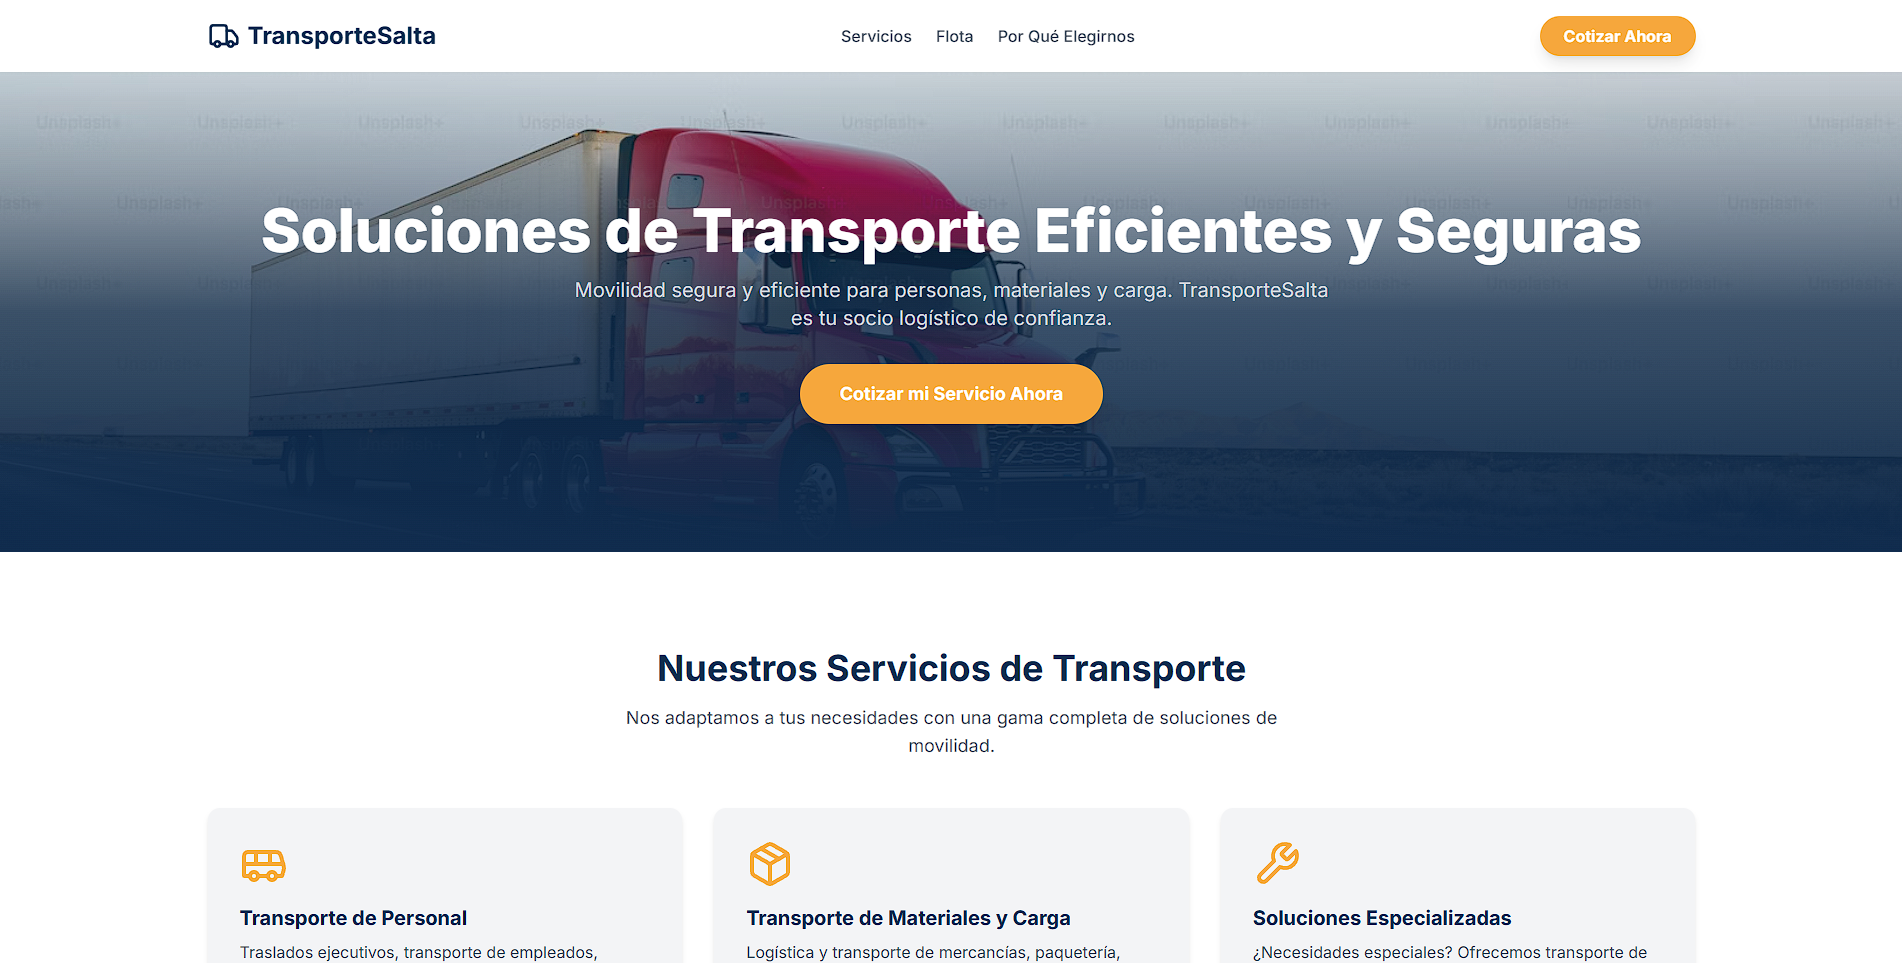 TransporteSalta
Servicios Flota Por Qué Elegirnos
Cotizar Ahora
Unsplash+ Unsplash+ Unsplash+ Unsplash+ Unsplash+ Unsplash+ Unsplash+ Unsplash+ Unsplash+ Unsplash+ Unsplash+ Unsplash+
Soluciones de Transporte Eficientes y Seguras
Movilidad segura y eficiente para personas, materiales y carga. TransporteSalta
es tu socio logístico de confianza.
Cotizar mi Servicio Ahora
Nuestros Servicios de Transporte
Nos adaptamos a tus necesidades con una gama completa de soluciones de
movilidad.
Transporte de Personal
Traslados ejecutivos, transporte de empleados,
Transporte de Materiales y Carga
Logística y transporte de mercancías, paquetería,
Soluciones Especializadas
¿Necesidades especiales? Ofrecemos transporte de